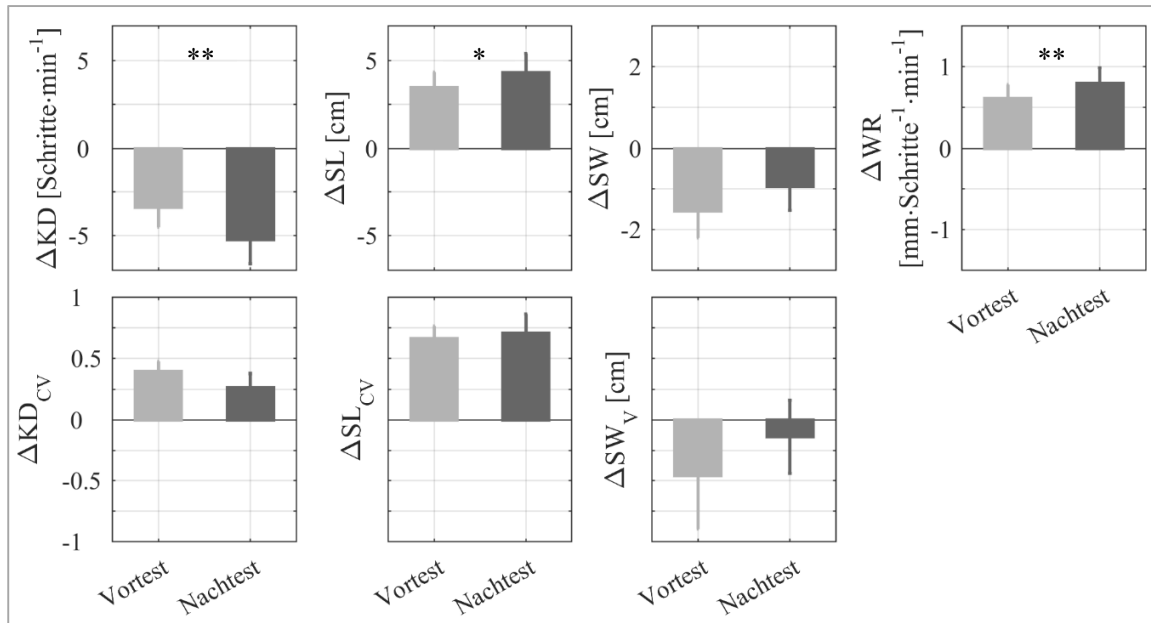 ΔKD [Schritte·min⁻¹]
5
0
-5
**
ΔSL [cm]
5
0
-5
*
ΔSW [cm]
2
0
-2
ΔWR
[mm·Schritte⁻¹·min⁻¹]
1
0
-1
**
Vortest
Nachtest
ΔKD_CV
1
0.5
0
-0.5
-1
Vortest
Nachtest
ΔSL_CV
Vortest
Nachtest
ΔSW_V [cm]
Vortest
Nachtest